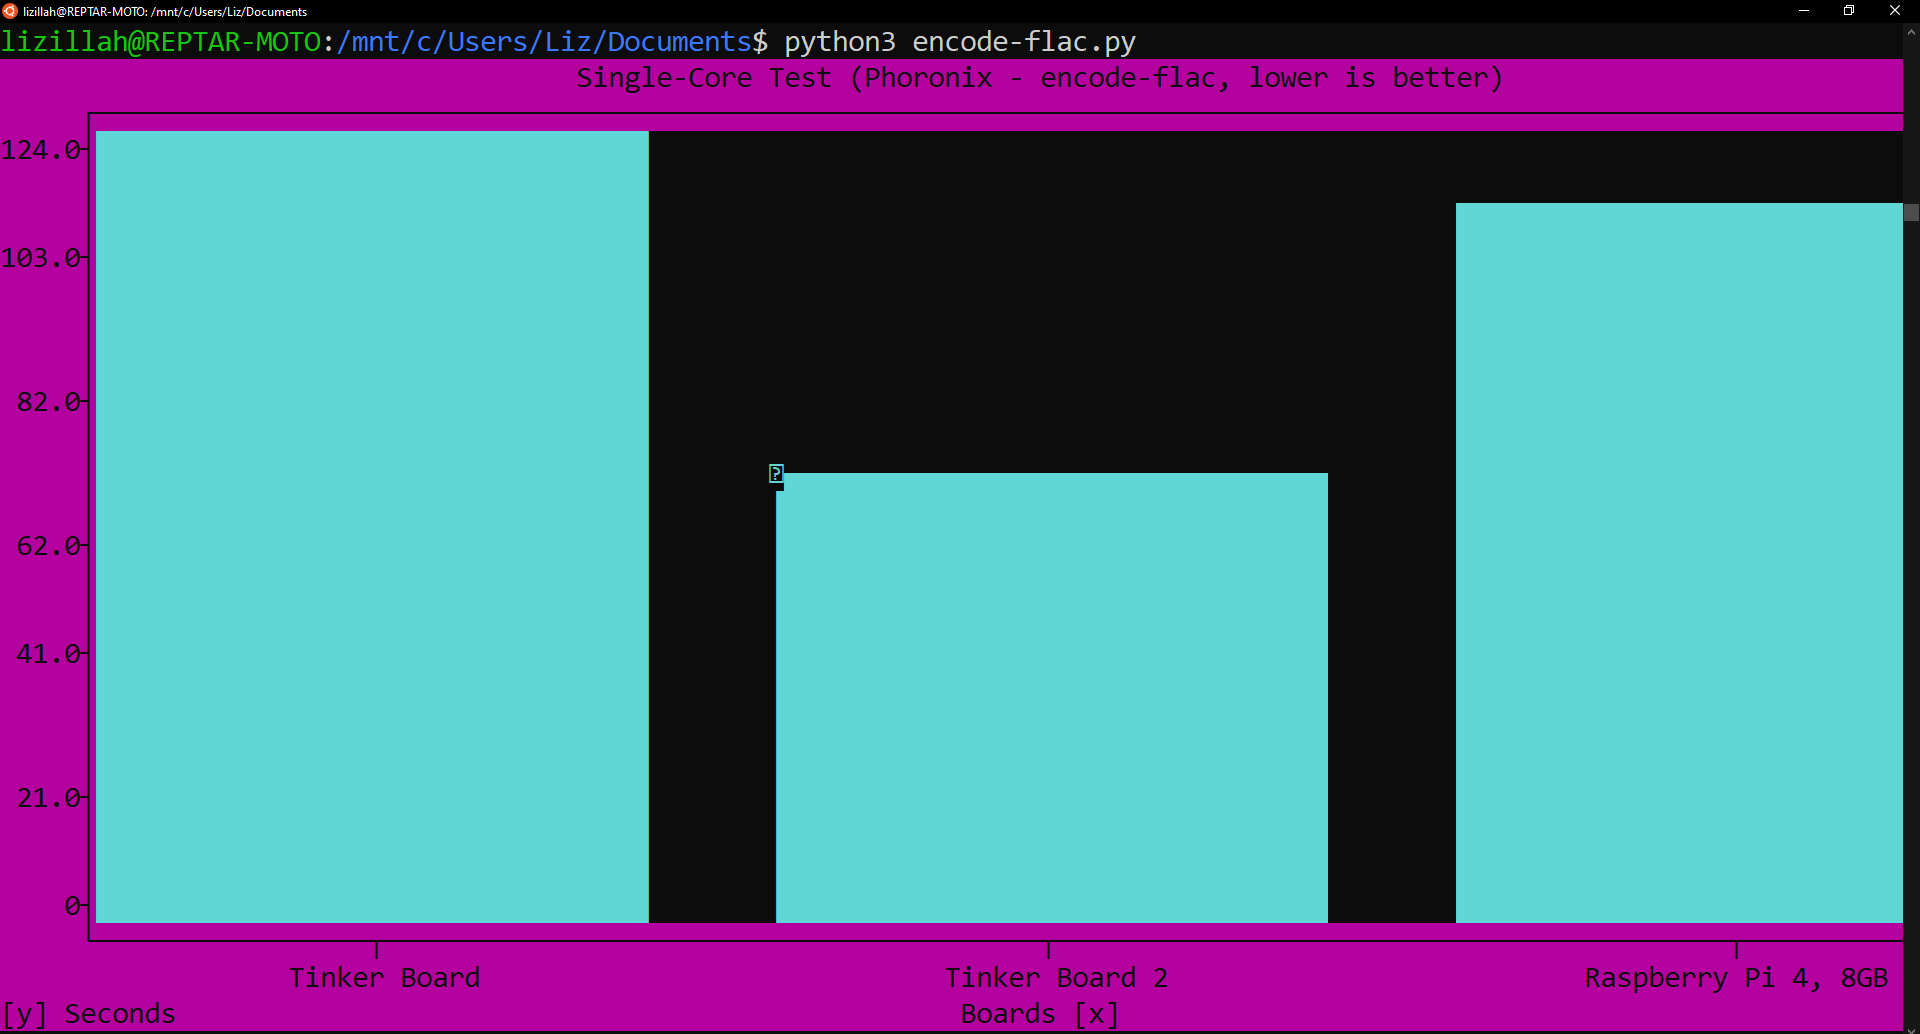 lizillah@REPTAR-MOTO: /mnt/c/Users/Liz/Documents
lizillah@REPTAR-MOTO:/mnt/c/Users/Liz/Documents$ python3 encode-flac.py
Single-Core Test (Phoronix - encode-flac, lower is better)
124.0
103.0
82.0
?
62.0
41.0
21.0
0
Tinker Board Tinker Board 2 Raspberry Pi 4, 8GB
[y] Seconds Boards [x]